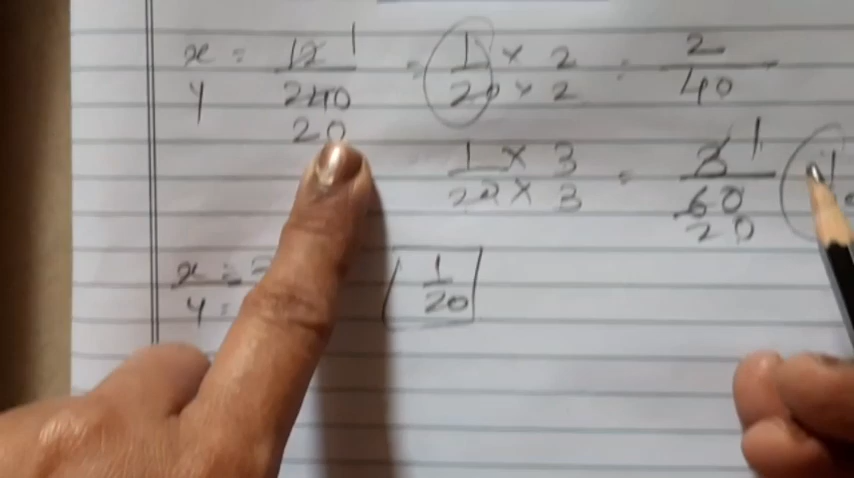 x = 12 1 = 1 × 2 = 2
y 240 20 × 2 40
20
1 × 3 = 3 1 1
20 × 3 60
20
x =
y = 1
20